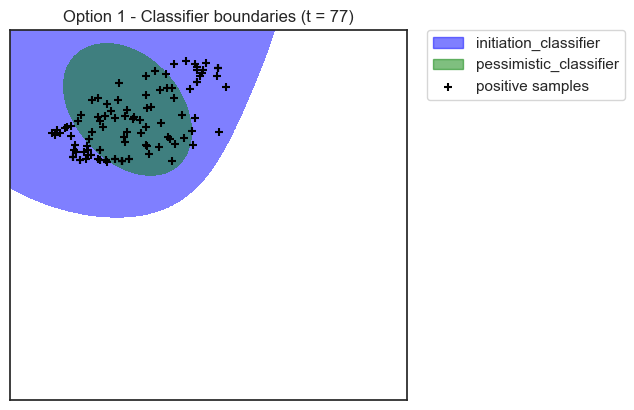 Option 1 - Classifier boundaries (t = 77)
initiation_classifier
pessimistic_classifier
positive samples